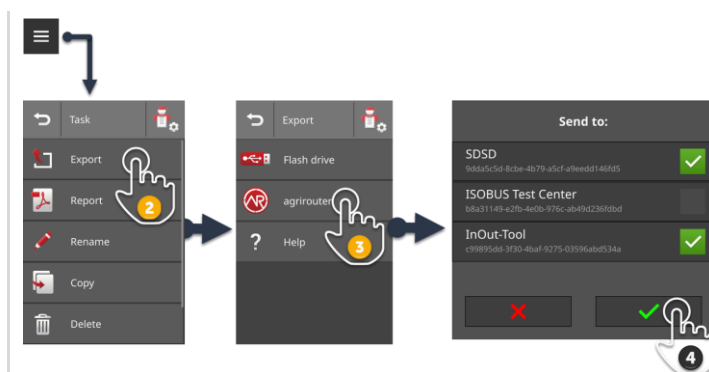 Task
Export
Report
2
Rename
Copy
Delete
Export
Flash drive
agrirouter
? Help
3
Send to:
SDSD
9dda5c5d-8cbe-4b79-a5cf-a9eedd146fd5
ISOBUS Test Center
b8a31149-e2fb-4e0b-976c-ab49d236fdbd
InOut-Tool
c99895dd-3f30-4baf-9275-03596abd534a
4